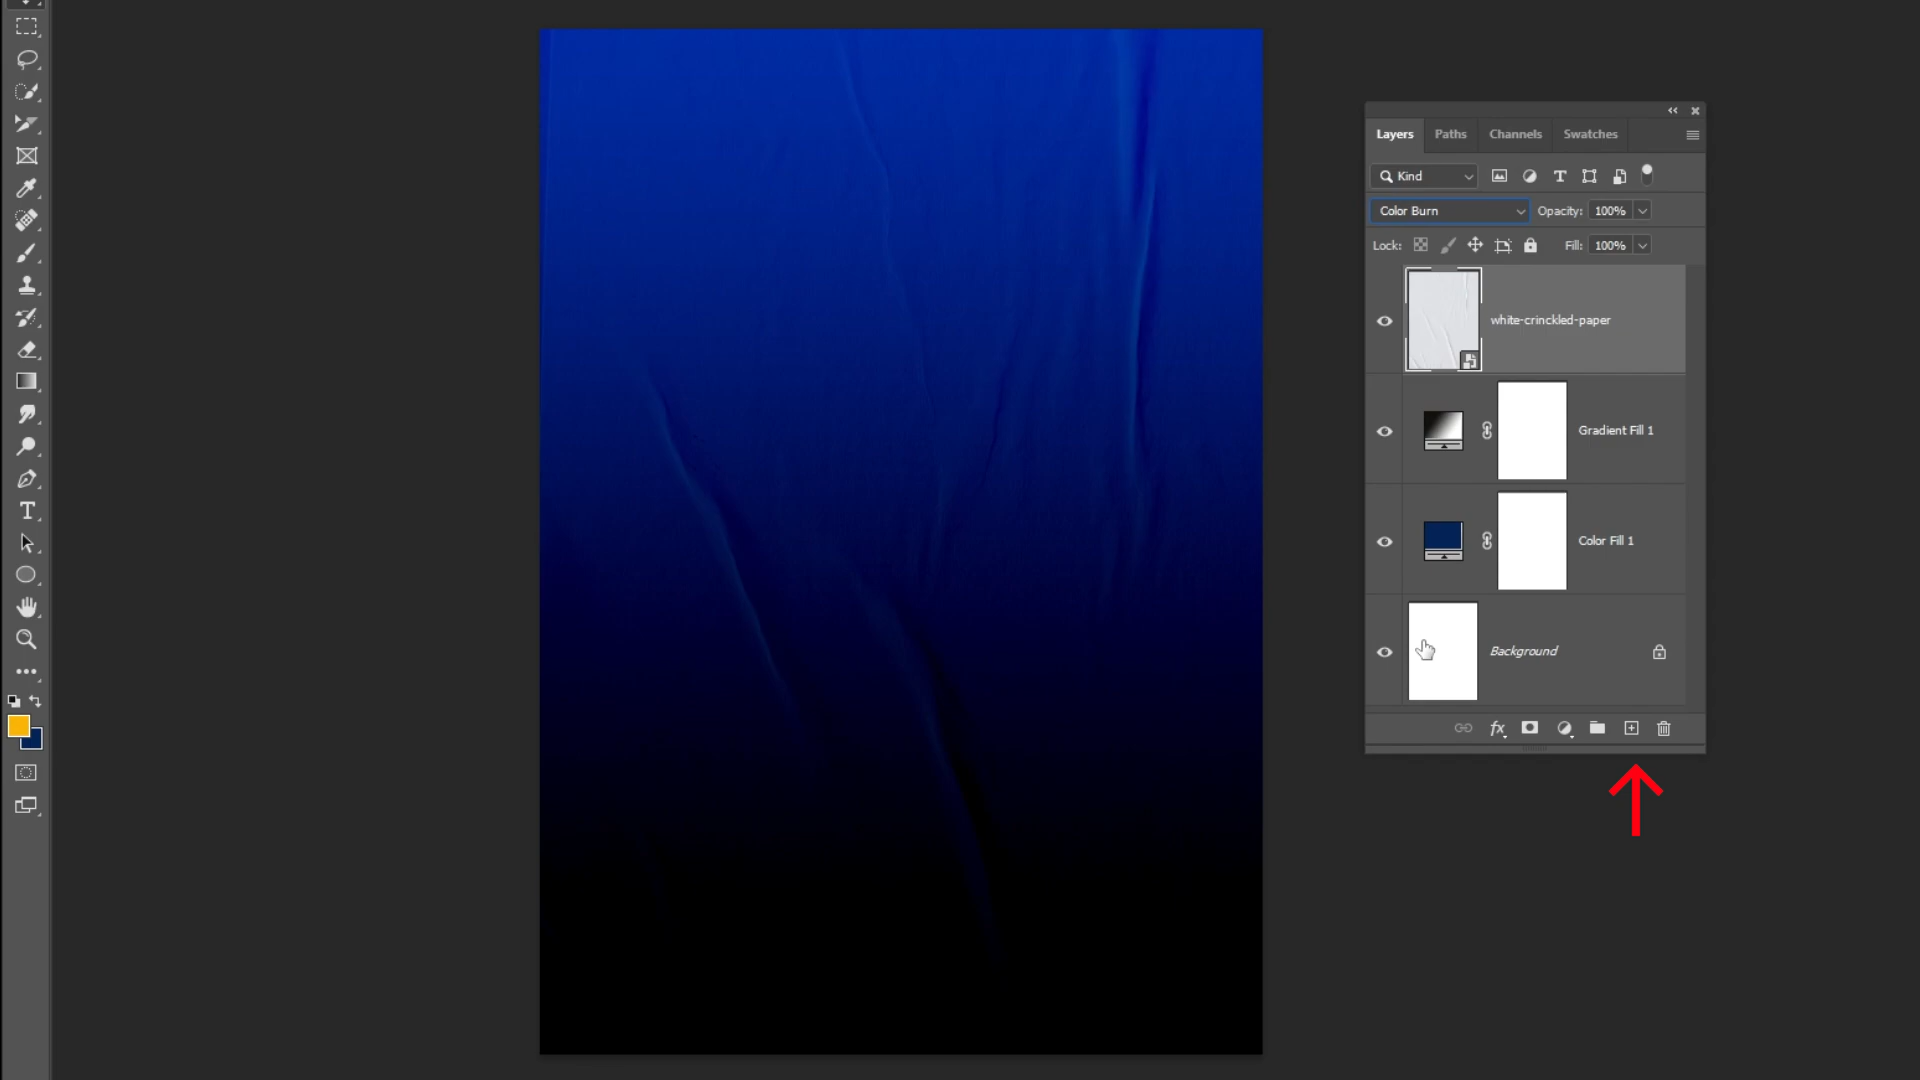 Layers Paths Channels Swatches
Kind
Color Burn Opacity: 100%
Lock: Fill: 100%
white-crinckled-paper
Gradient Fill 1
Color Fill 1
Background
fx